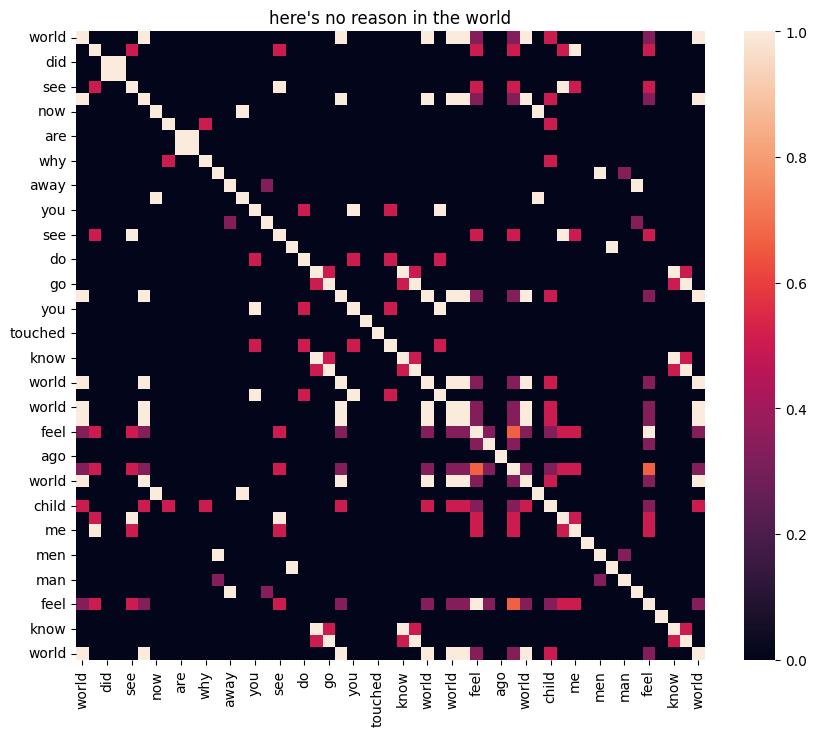 here's no reason in the world
world
did
see
now
are
why
away
you
see
do
go
you
touched
know
world
world
feel
ago
world
child
me
men
man
feel
know
world
1.0
0.8
0.6
0.4
0.2
0.0
world did see now are why away you see do go you touched know world world feel ago world child me men man feel know world